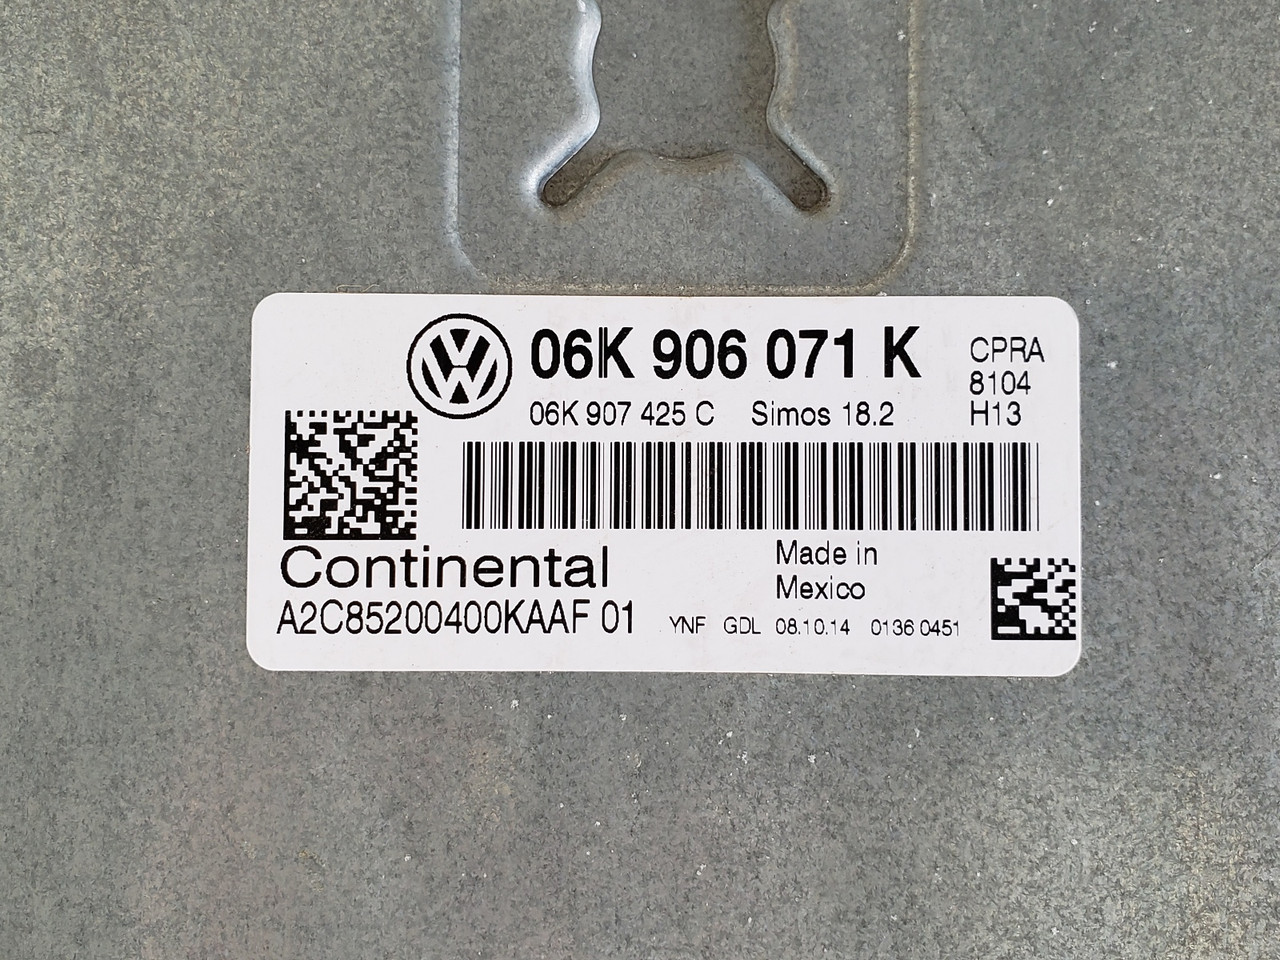 06K 906 071 K
CPRA
8104
H13
06K 907 425 C Simos 18.2
Continental
Made in
Mexico
A2C85200400KAAF 01
YNF GDL 08.10.14 0136 0451